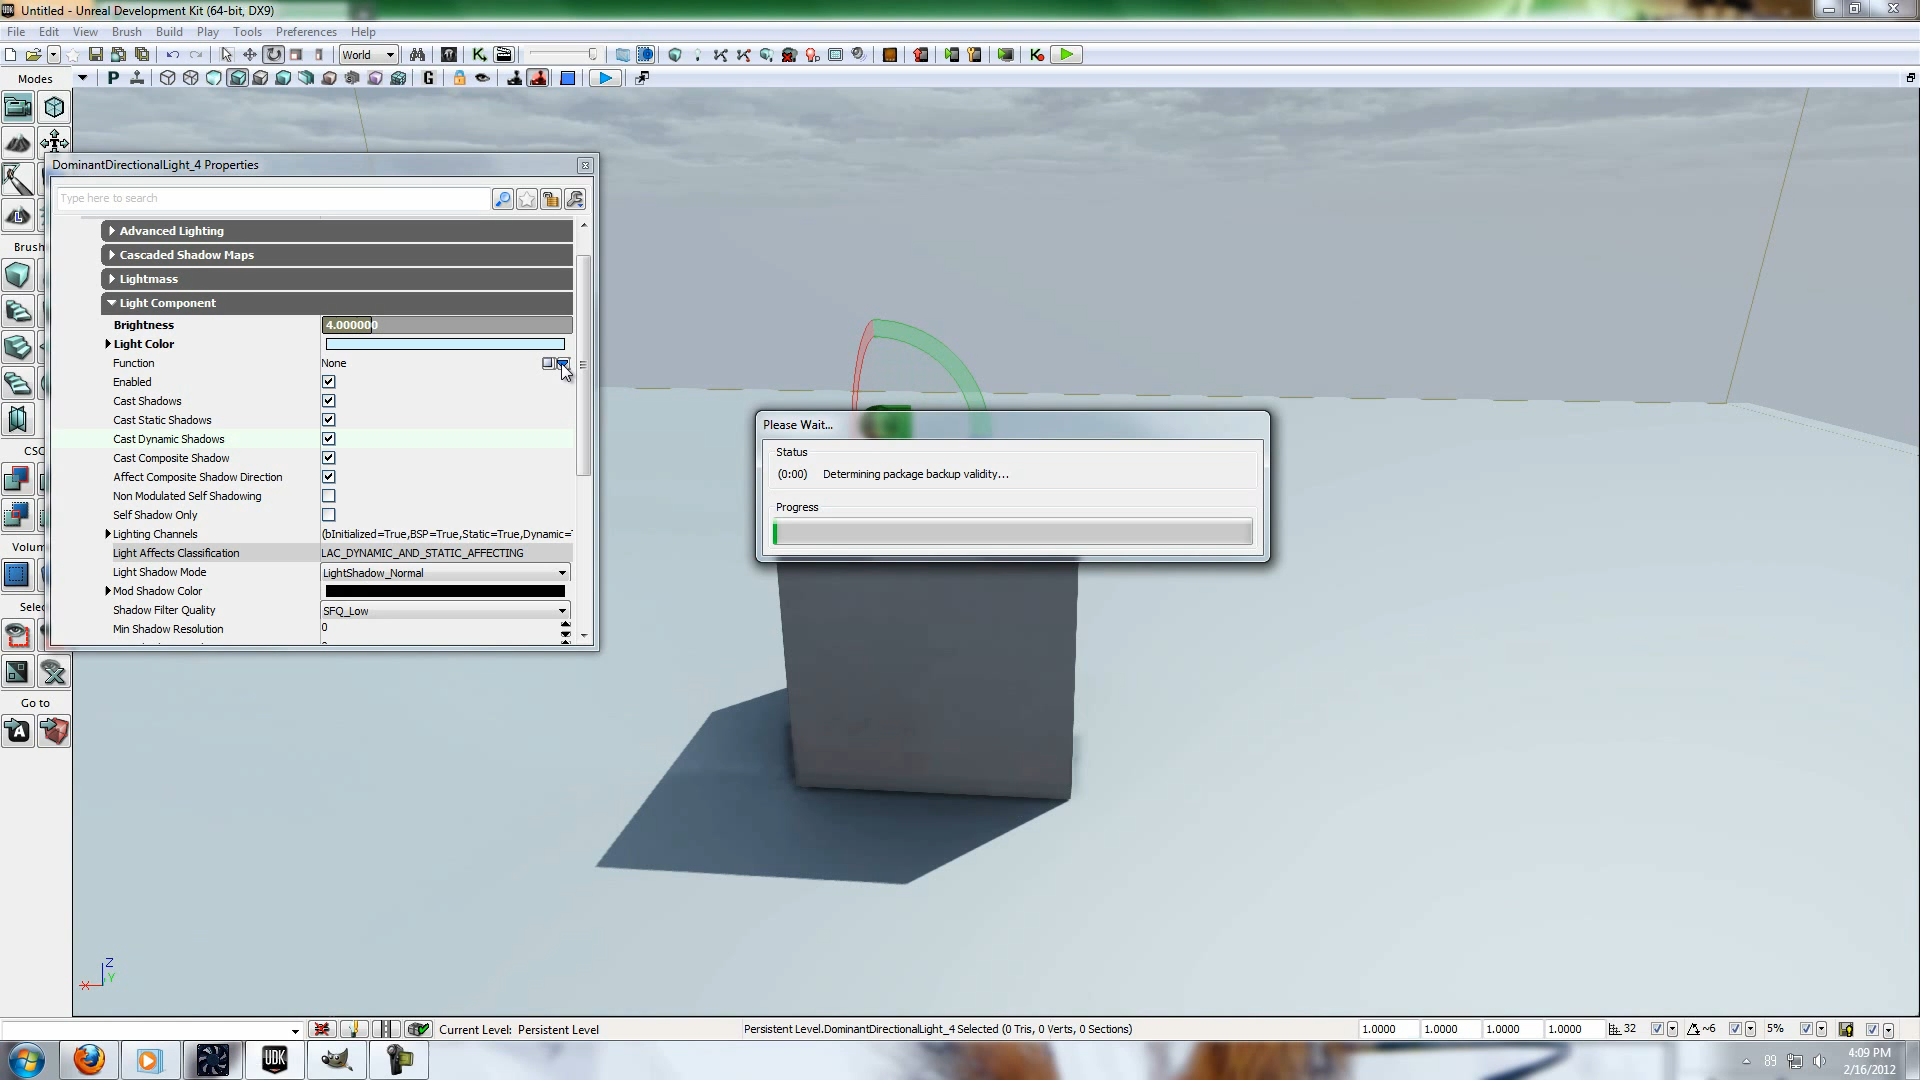 Untitled - Unreal Development Kit (64-bit, DX9)
File Edit View Brush Build Play Tools Preferences Help
World
Modes
P
G
DominantDirectionalLight_4 Properties
Type here to search
Advanced Lighting
Cascaded Shadow Maps
Lightmass
Light Component
Brightness 4.000000
Light Color
Function None
Enabled
Cast Shadows
Cast Static Shadows
Cast Dynamic Shadows
Cast Composite Shadow
Affect Composite Shadow Direction
Non Modulated Self Shadowing
Self Shadow Only
Lighting Channels (bInitialized=True,BSP=True,Static=True,Dynamic=
Light Affects Classification LAC_DYNAMIC_AND_STATIC_AFFECTING
Light Shadow Mode LightShadow_Normal
Mod Shadow Color
Shadow Filter Quality SFQ_Low
Min Shadow Resolution 0
Brush
CSG
Volum
Selec
Go to
Please Wait...
Status
(0:00) Determining package backup validity...
Progress
Z
Y
X
Current Level: Persistent Level
Persistent Level.DominantDirectionalLight_4 Selected (0 Tris, 0 Verts, 0 Sections)
1.0000 1.0000 1.0000 1.0000 32 ~6 5%
UDK
89
4:09 PM
2/16/2012